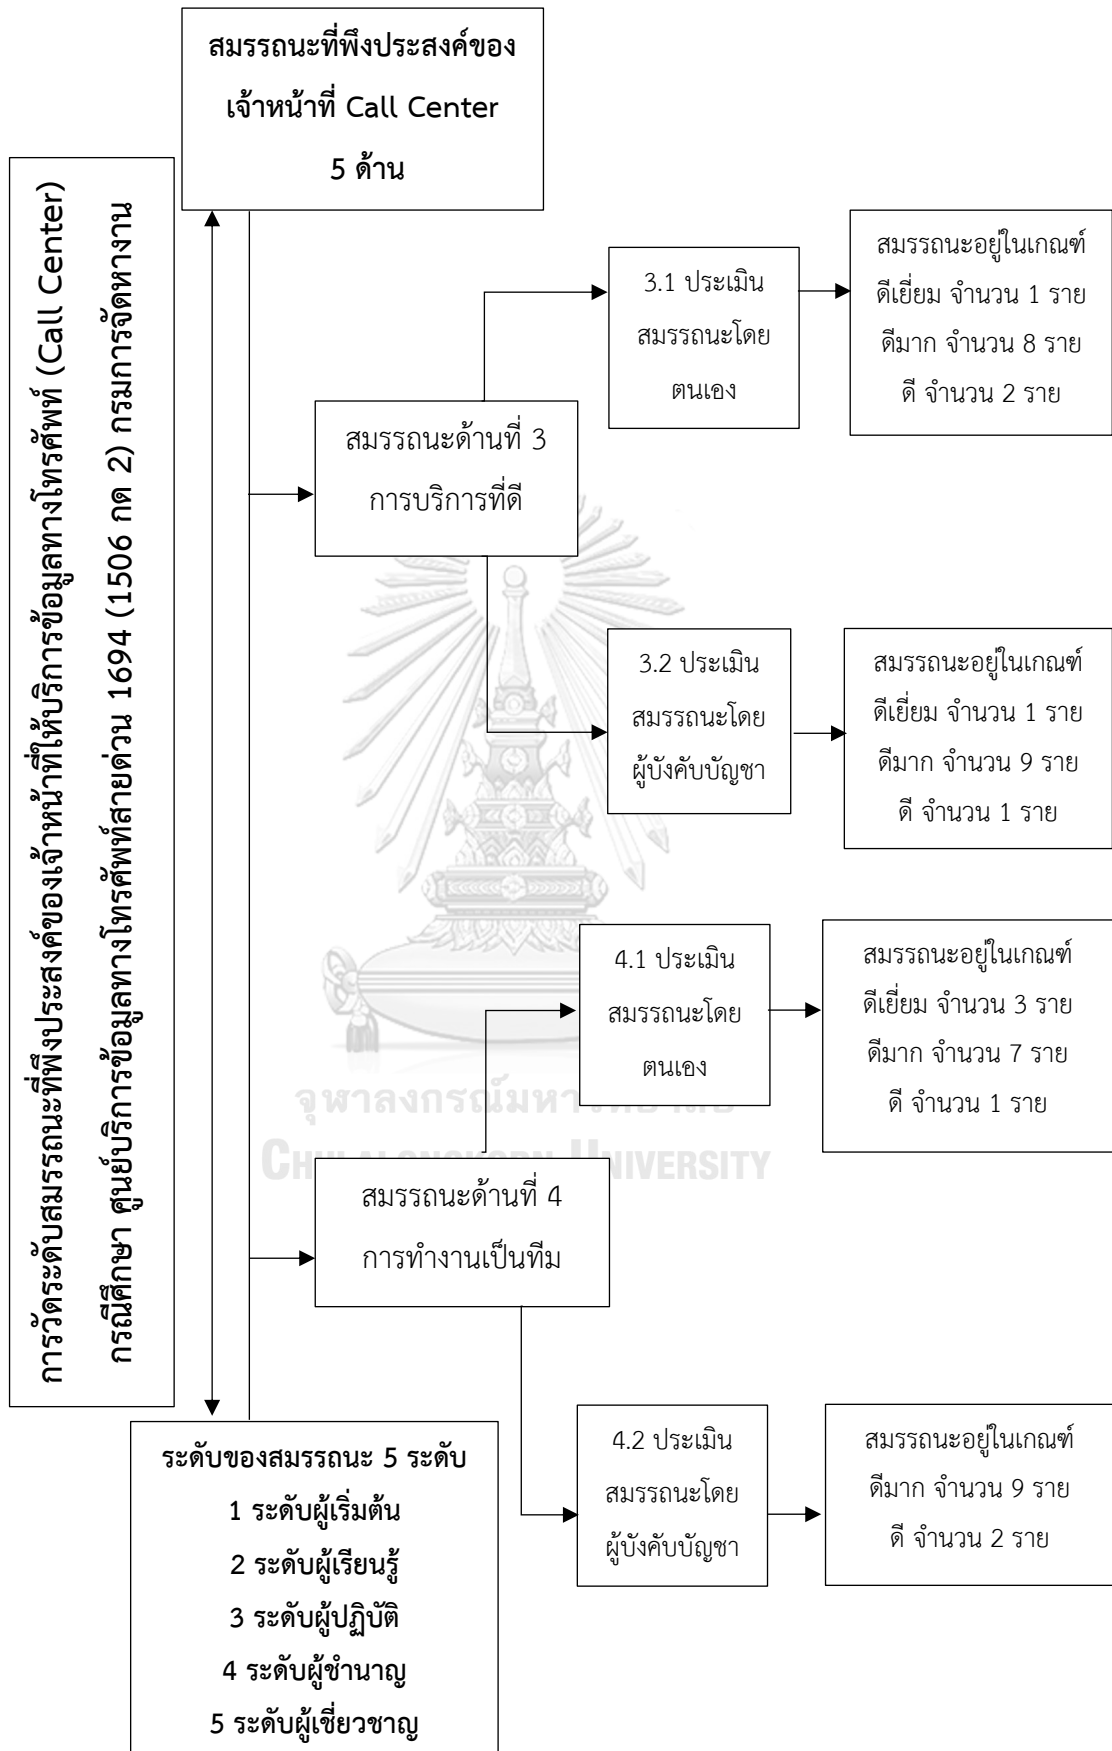 สมรรถนะที่พึงประสงค์ของ
เจ้าหน้าที่ Call Center
5 ด้าน
การวัดระดับสมรรถนะที่พึงประสงค์ของเจ้าหน้าที่ให้บริการข้อมูลทางโทรศัพท์ (Call Center)
กรณีศึกษา ศูนย์บริการข้อมูลทางโทรศัพท์สายด่วน 1694 (1506 กด 2) กรมการจัดหางาน
สมรรถนะด้านที่ 3
การบริการที่ดี
3.1 ประเมิน
สมรรถนะโดย
ตนเอง
สมรรถนะอยู่ในเกณฑ์
ดีเยี่ยม จำนวน 1 ราย
ดีมาก จำนวน 8 ราย
ดี จำนวน 2 ราย
3.2 ประเมิน
สมรรถนะโดย
ผู้บังคับบัญชา
สมรรถนะอยู่ในเกณฑ์
ดีเยี่ยม จำนวน 1 ราย
ดีมาก จำนวน 9 ราย
ดี จำนวน 1 ราย
สมรรถนะด้านที่ 4
การทำงานเป็นทีม
4.1 ประเมิน
สมรรถนะโดย
ตนเอง
สมรรถนะอยู่ในเกณฑ์
ดีเยี่ยม จำนวน 3 ราย
ดีมาก จำนวน 7 ราย
ดี จำนวน 1 ราย
4.2 ประเมิน
สมรรถนะโดย
ผู้บังคับบัญชา
สมรรถนะอยู่ในเกณฑ์
ดีมาก จำนวน 9 ราย
ดี จำนวน 2 ราย
ระดับของสมรรถนะ 5 ระดับ
1 ระดับผู้เริ่มต้น
2 ระดับผู้เรียนรู้
3 ระดับผู้ปฏิบัติ
4 ระดับผู้ชำนาญ
5 ระดับผู้เชี่ยวชาญ
จุฬาลงกรณ์มหาวิทยาลัย
CHULALONGKORN UNIVERSITY